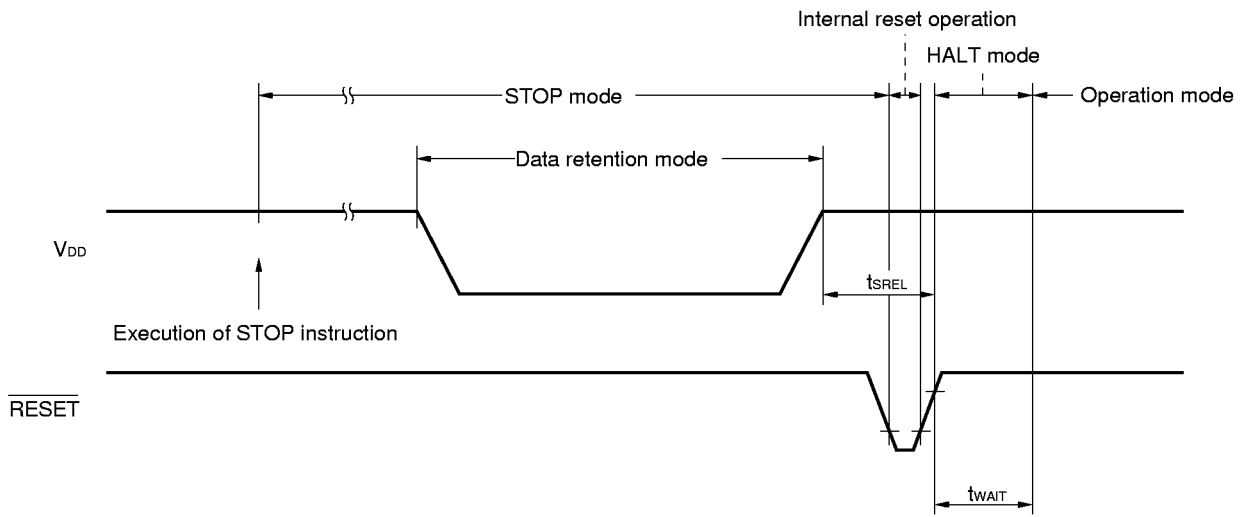 Internal reset operation
HALT mode
STOP mode
Operation mode
Data retention mode
VDD
tSREL
Execution of STOP instruction
RESET
tWAIT